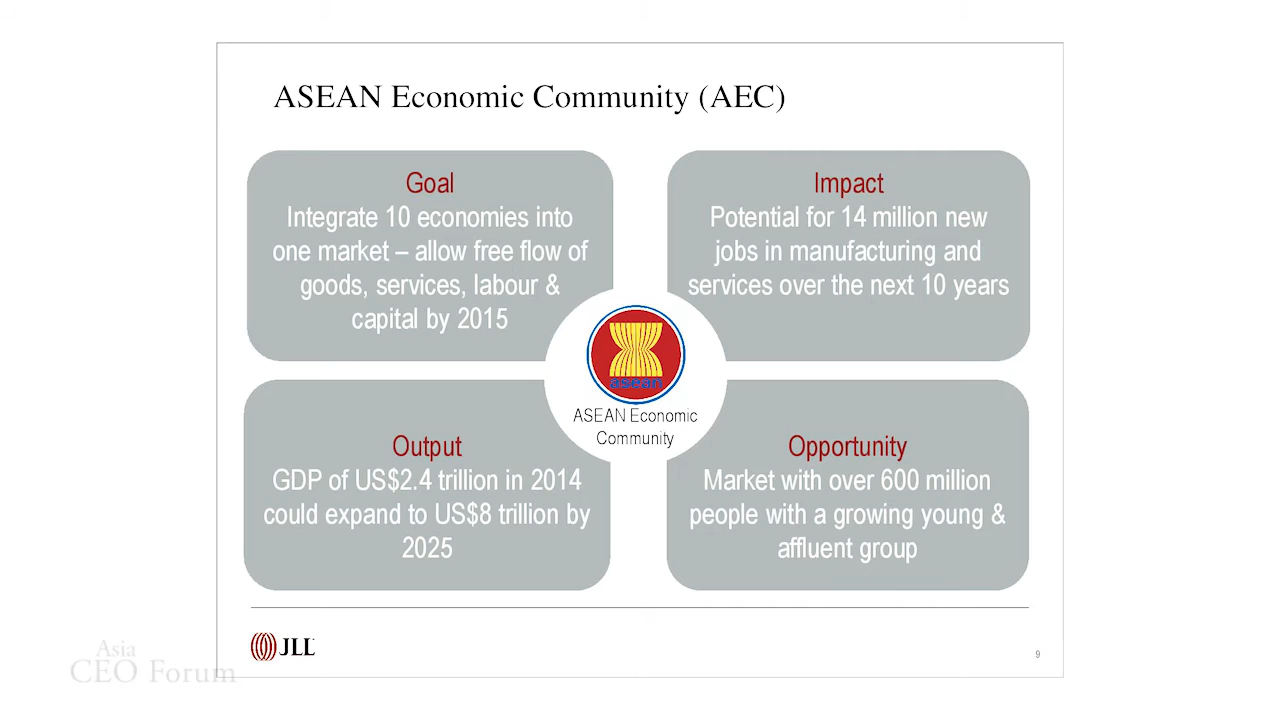 ASEAN Economic Community (AEC)
Goal
Integrate 10 economies into
one market – allow free flow of
goods, services, labour &
capital by 2015
Impact
Potential for 14 million new
jobs in manufacturing and
services over the next 10 years
asean
ASEAN Economic
Community
Output
GDP of US$2.4 trillion in 2014
could expand to US$8 trillion by
2025
Opportunity
Market with over 600 million
people with a growing young &
affluent group
JLL
9
Asia
CEO Forum